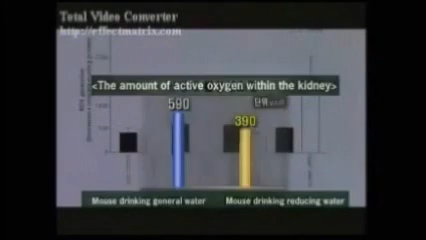 Total Video Converter
http://effectmatrix.com
<The amount of active oxygen within the kidney>
590
390
Mouse drinking general water
Mouse drinking reducing water